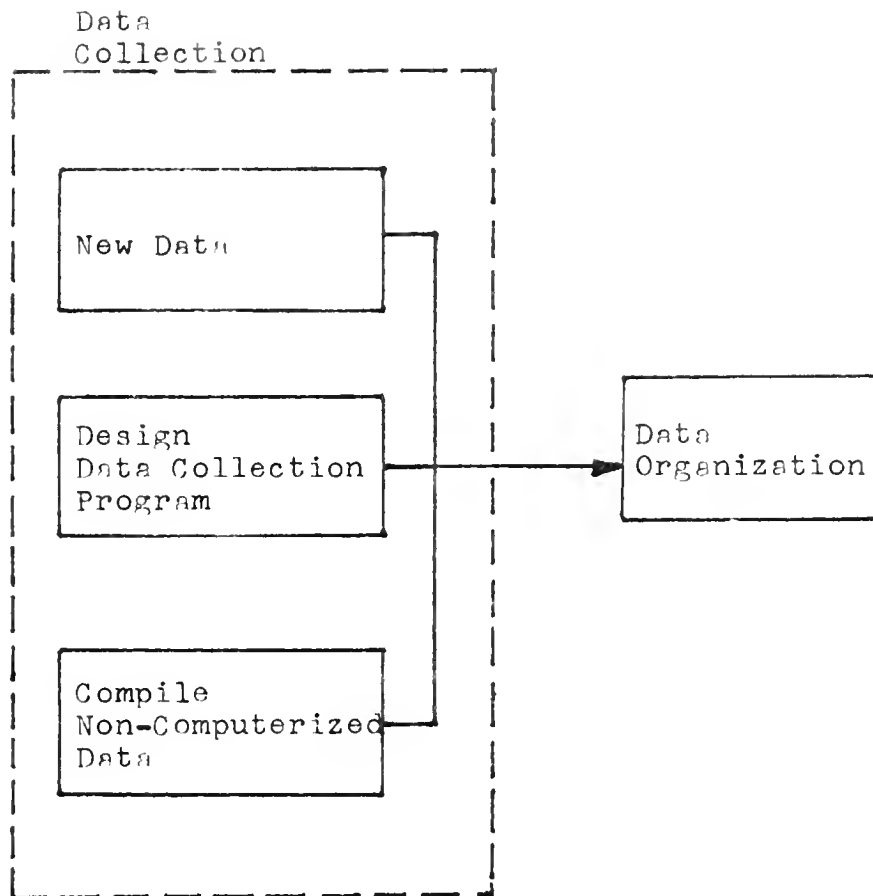 Data
Collection
New Data
Design
Data Collection
Program
Data
Organization
Compile
Non-Computerized
Data